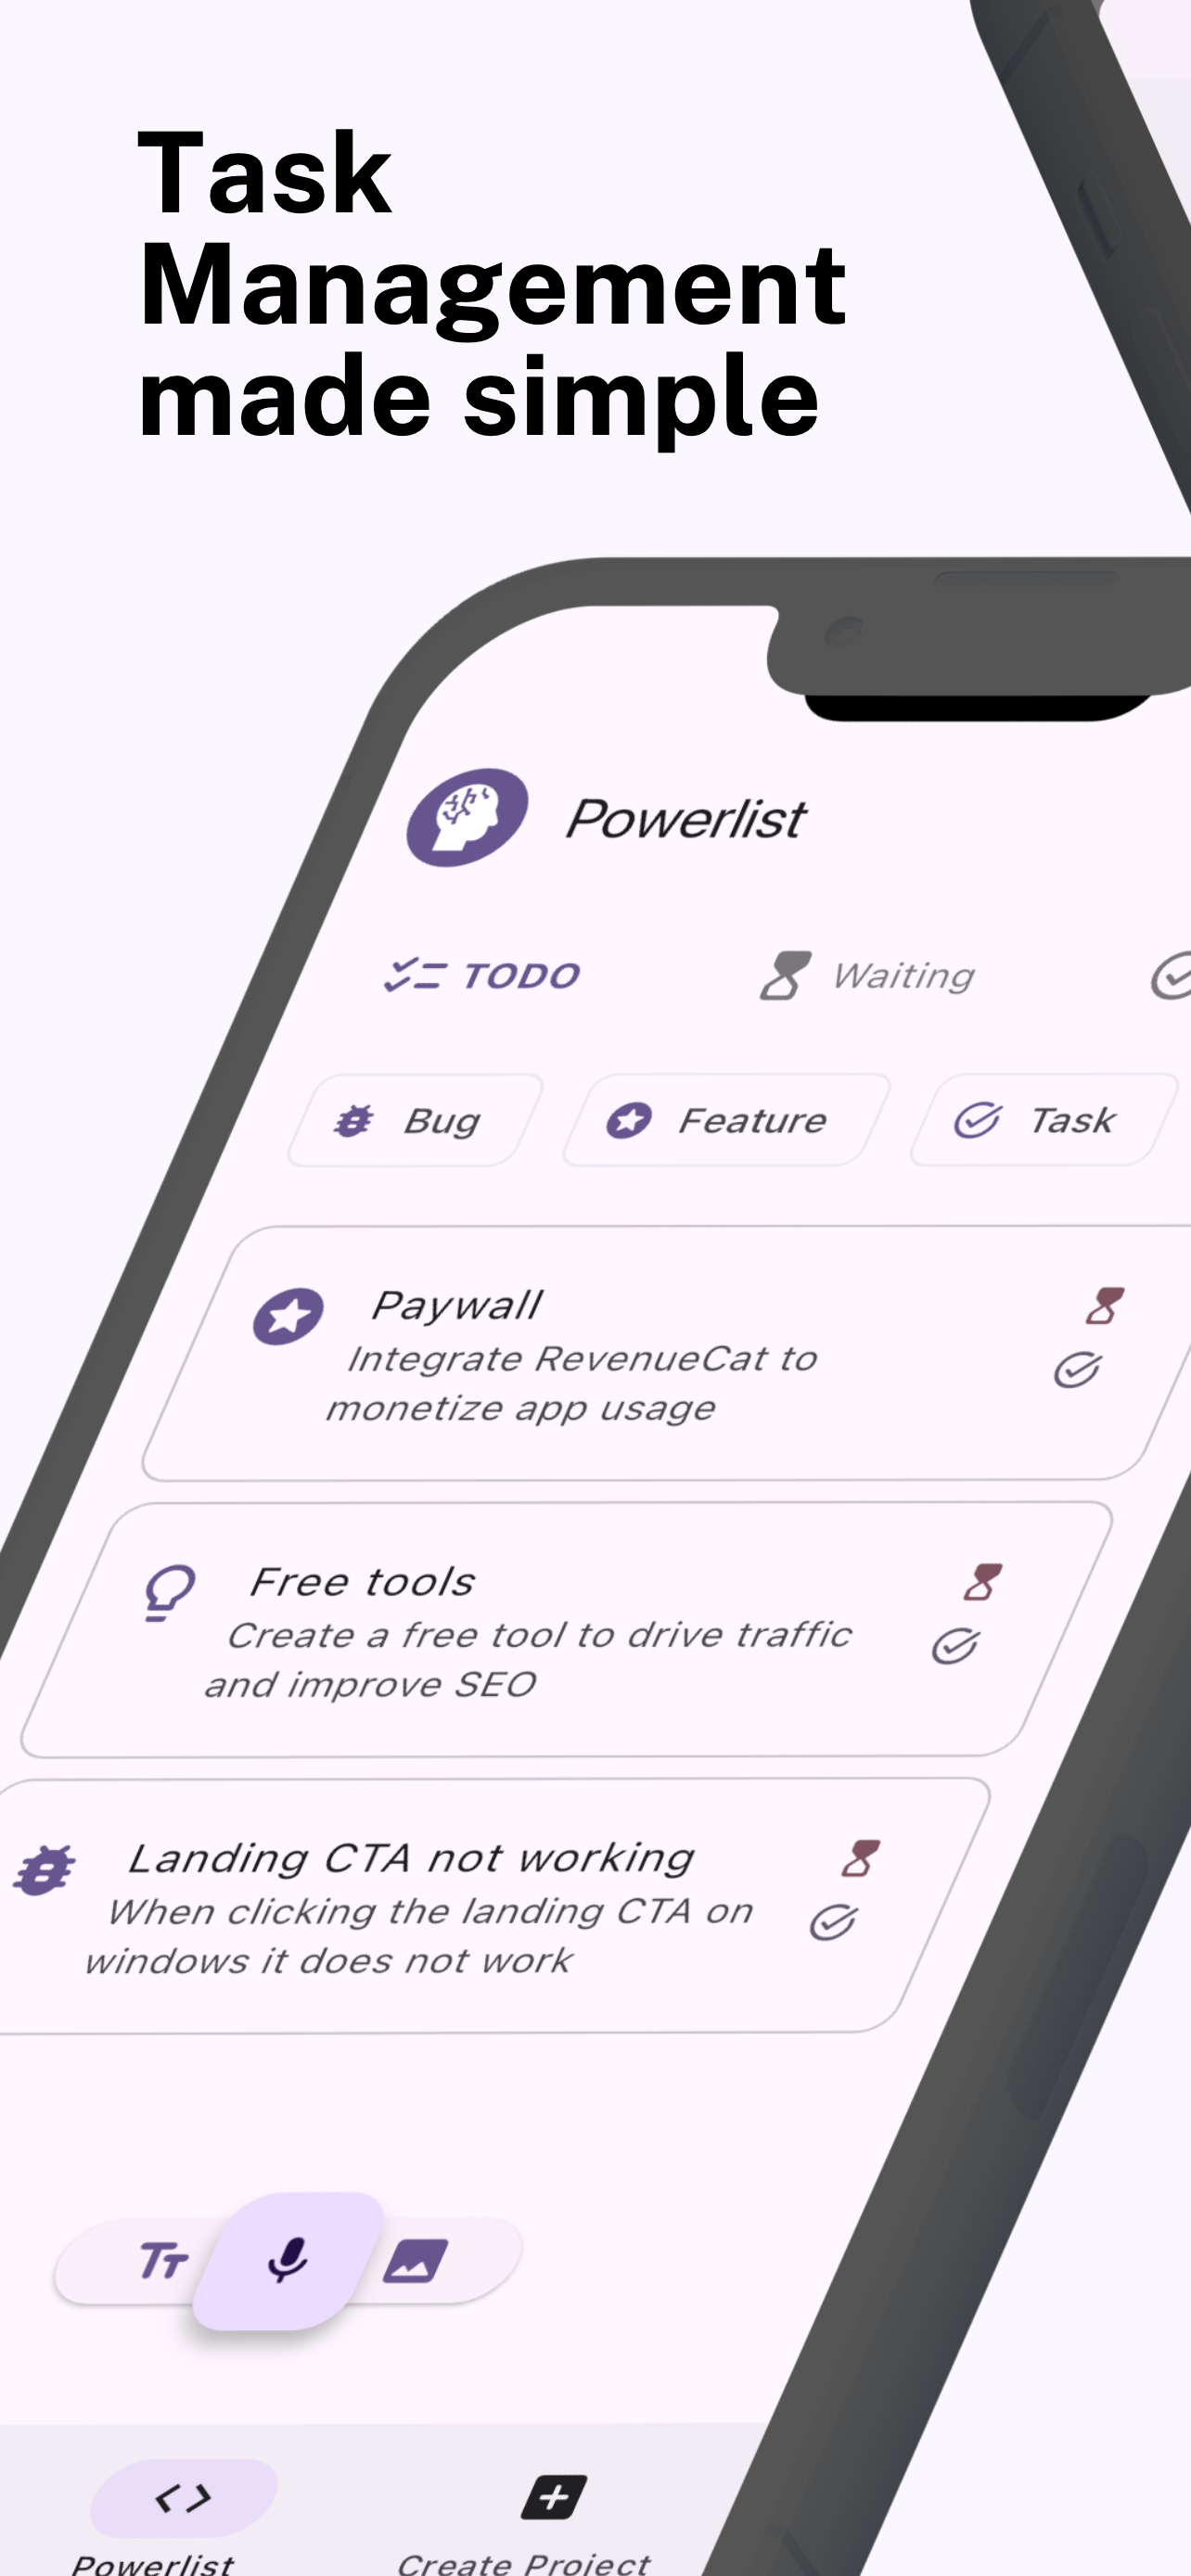 Task
Management
made simple
Powerlist
TODO
Waiting
Bug
Feature
Task
Paywall
Integrate RevenueCat to
monetize app usage
Free tools
Create a free tool to drive traffic
and improve SEO
Landing CTA not working
When clicking the landing CTA on
windows it does not work
Tт
Powerlist
Create Project